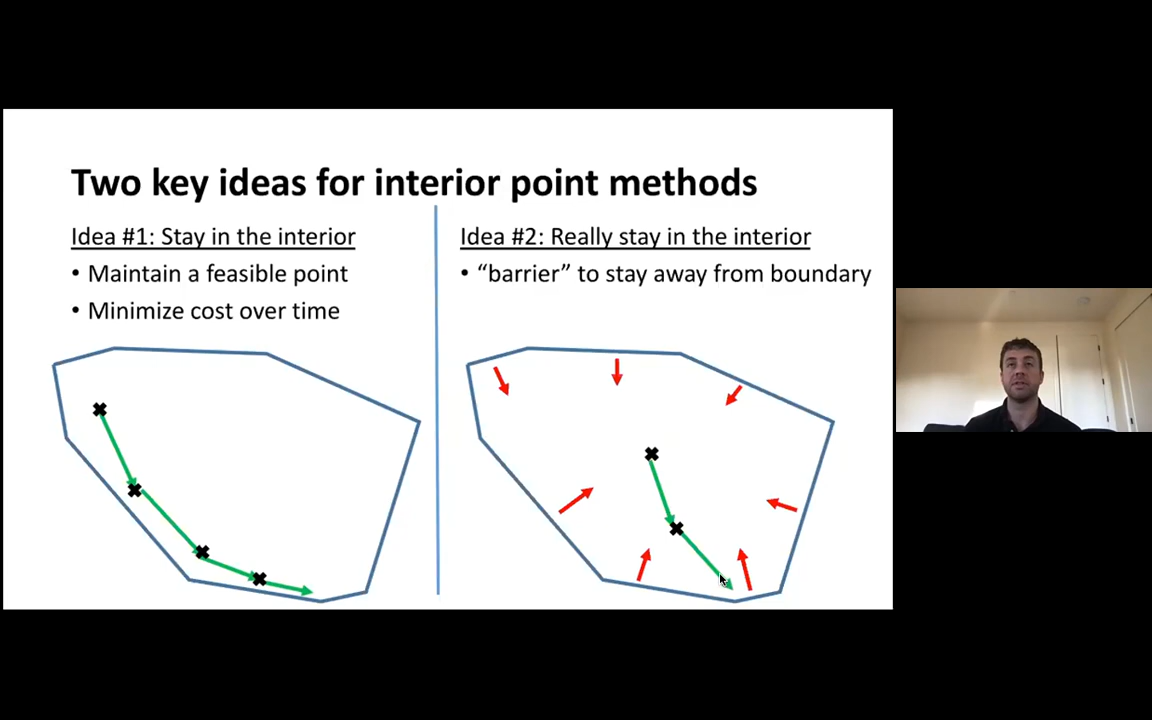 Two key ideas for interior point methods
Idea #1: Stay in the interior
• Maintain a feasible point
• Minimize cost over time
Idea #2: Really stay in the interior
• “barrier” to stay away from boundary